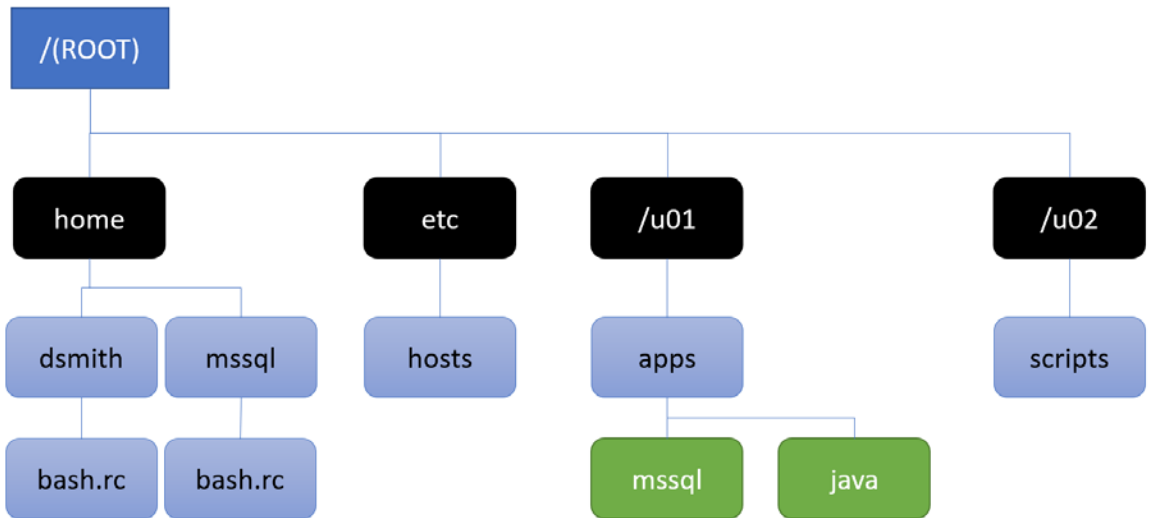 /(ROOT)
home
etc
/u01
/u02
dsmith
mssql
hosts
apps
scripts
bash.rc
bash.rc
mssql
java